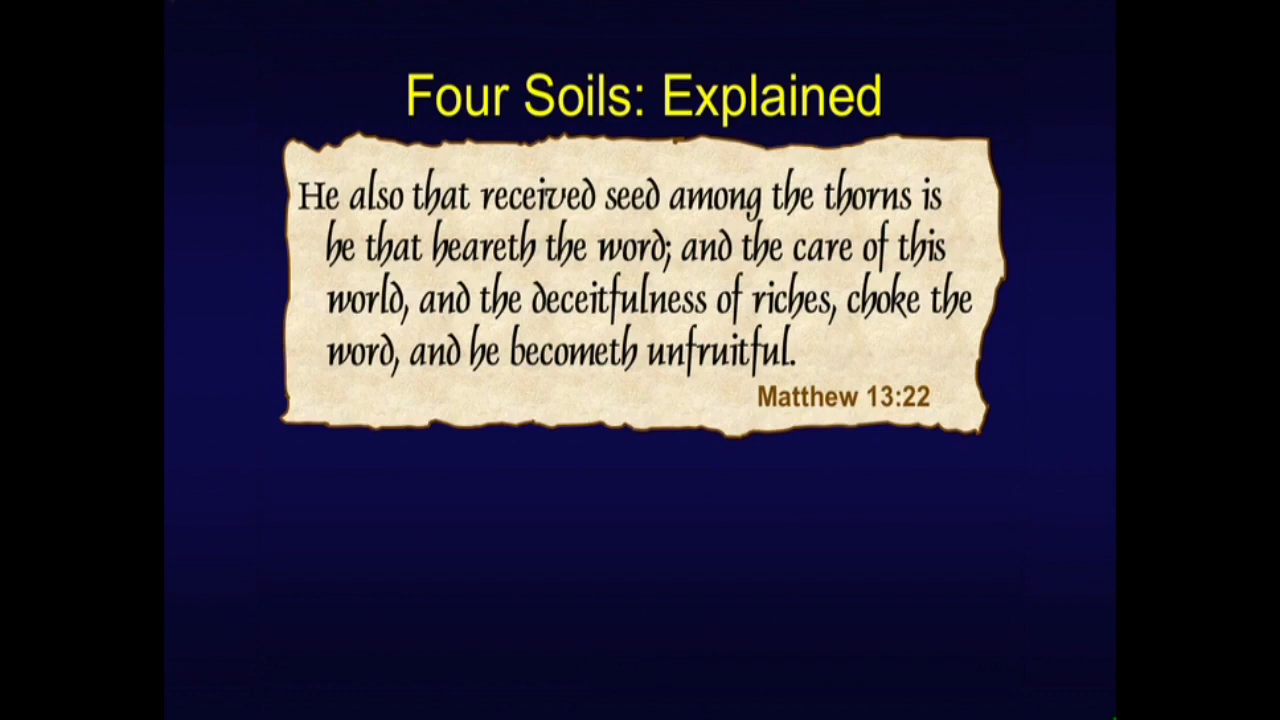 Four Soils: Explained
He also that received seed among the thorns is
he that heareth the word; and the care of this
world, and the deceitfulness of riches, choke the
word, and he becometh unfruitful.
Matthew 13:22